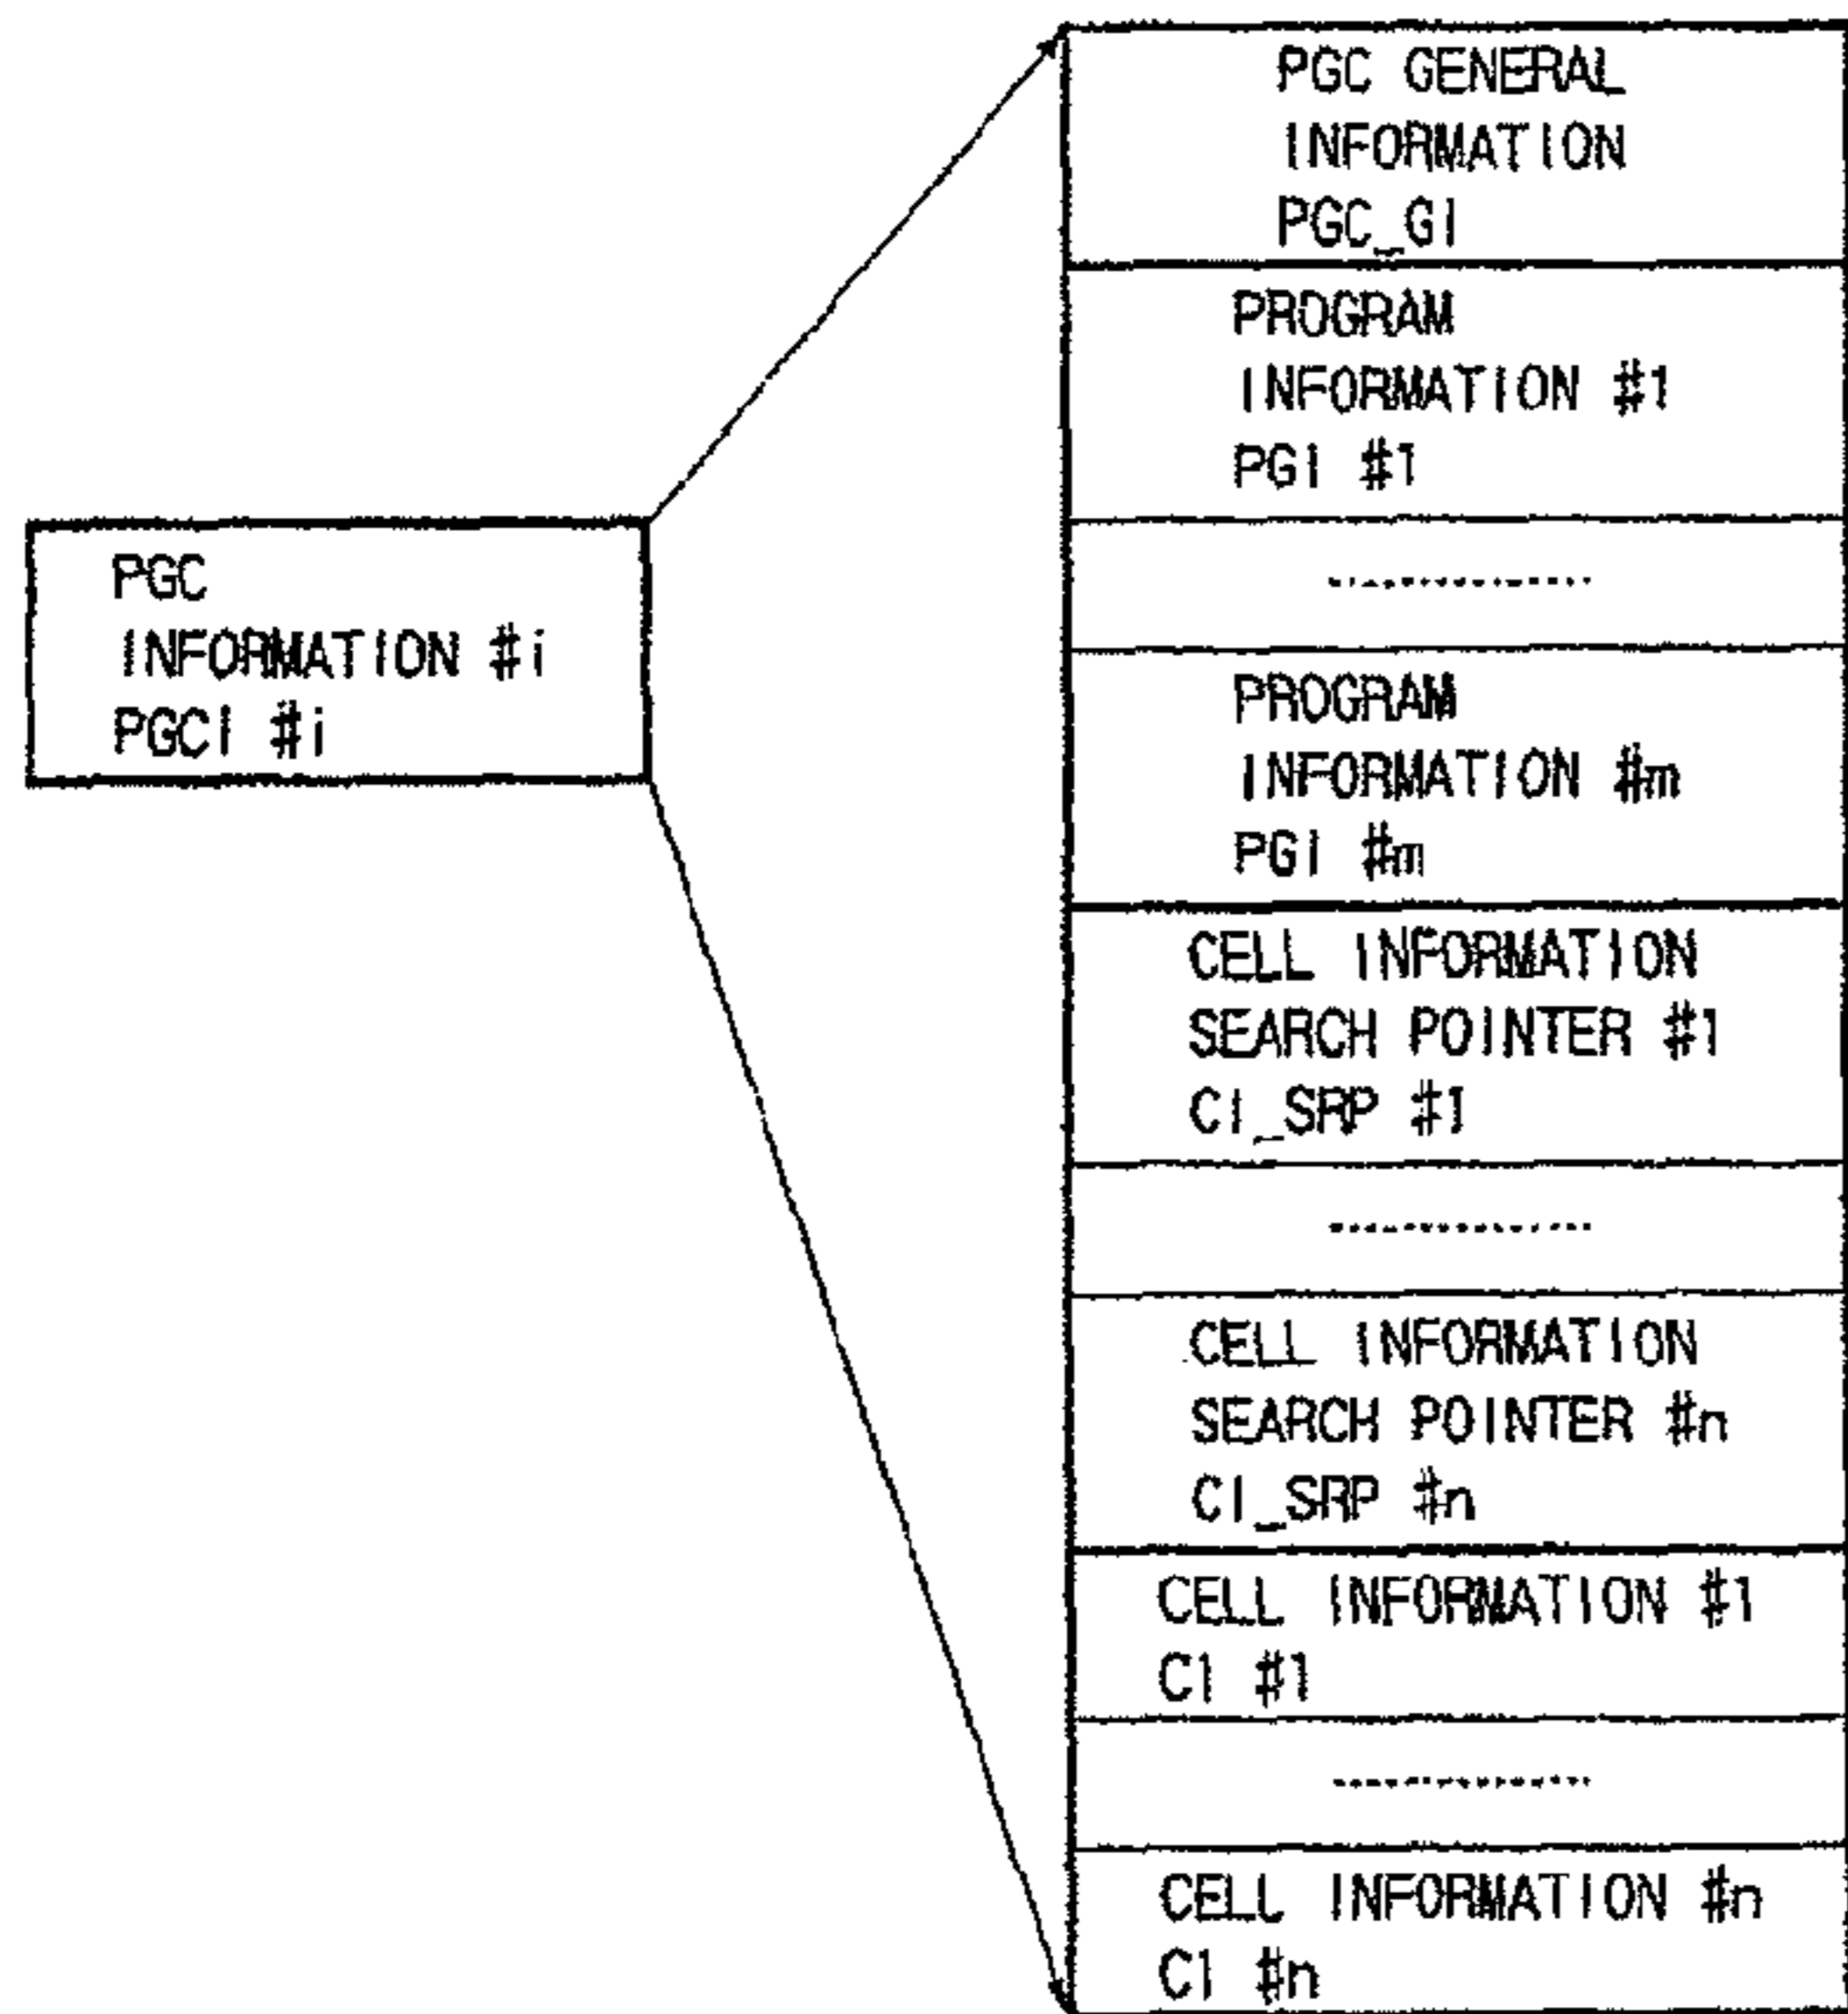 PGC
INFORMATION #i
PGCI #i
PGC GENERAL
INFORMATION
PGC_GI
PROGRAM
INFORMATION #1
PGI #1
..............
PROGRAM
INFORMATION #m
PGI #m
CELL INFORMATION
SEARCH POINTER #1
CI_SRP #1
..............
CELL INFORMATION
SEARCH POINTER #n
CI_SRP #n
CELL INFORMATION #1
CI #1
..............
CELL INFORMATION #n
CI #n